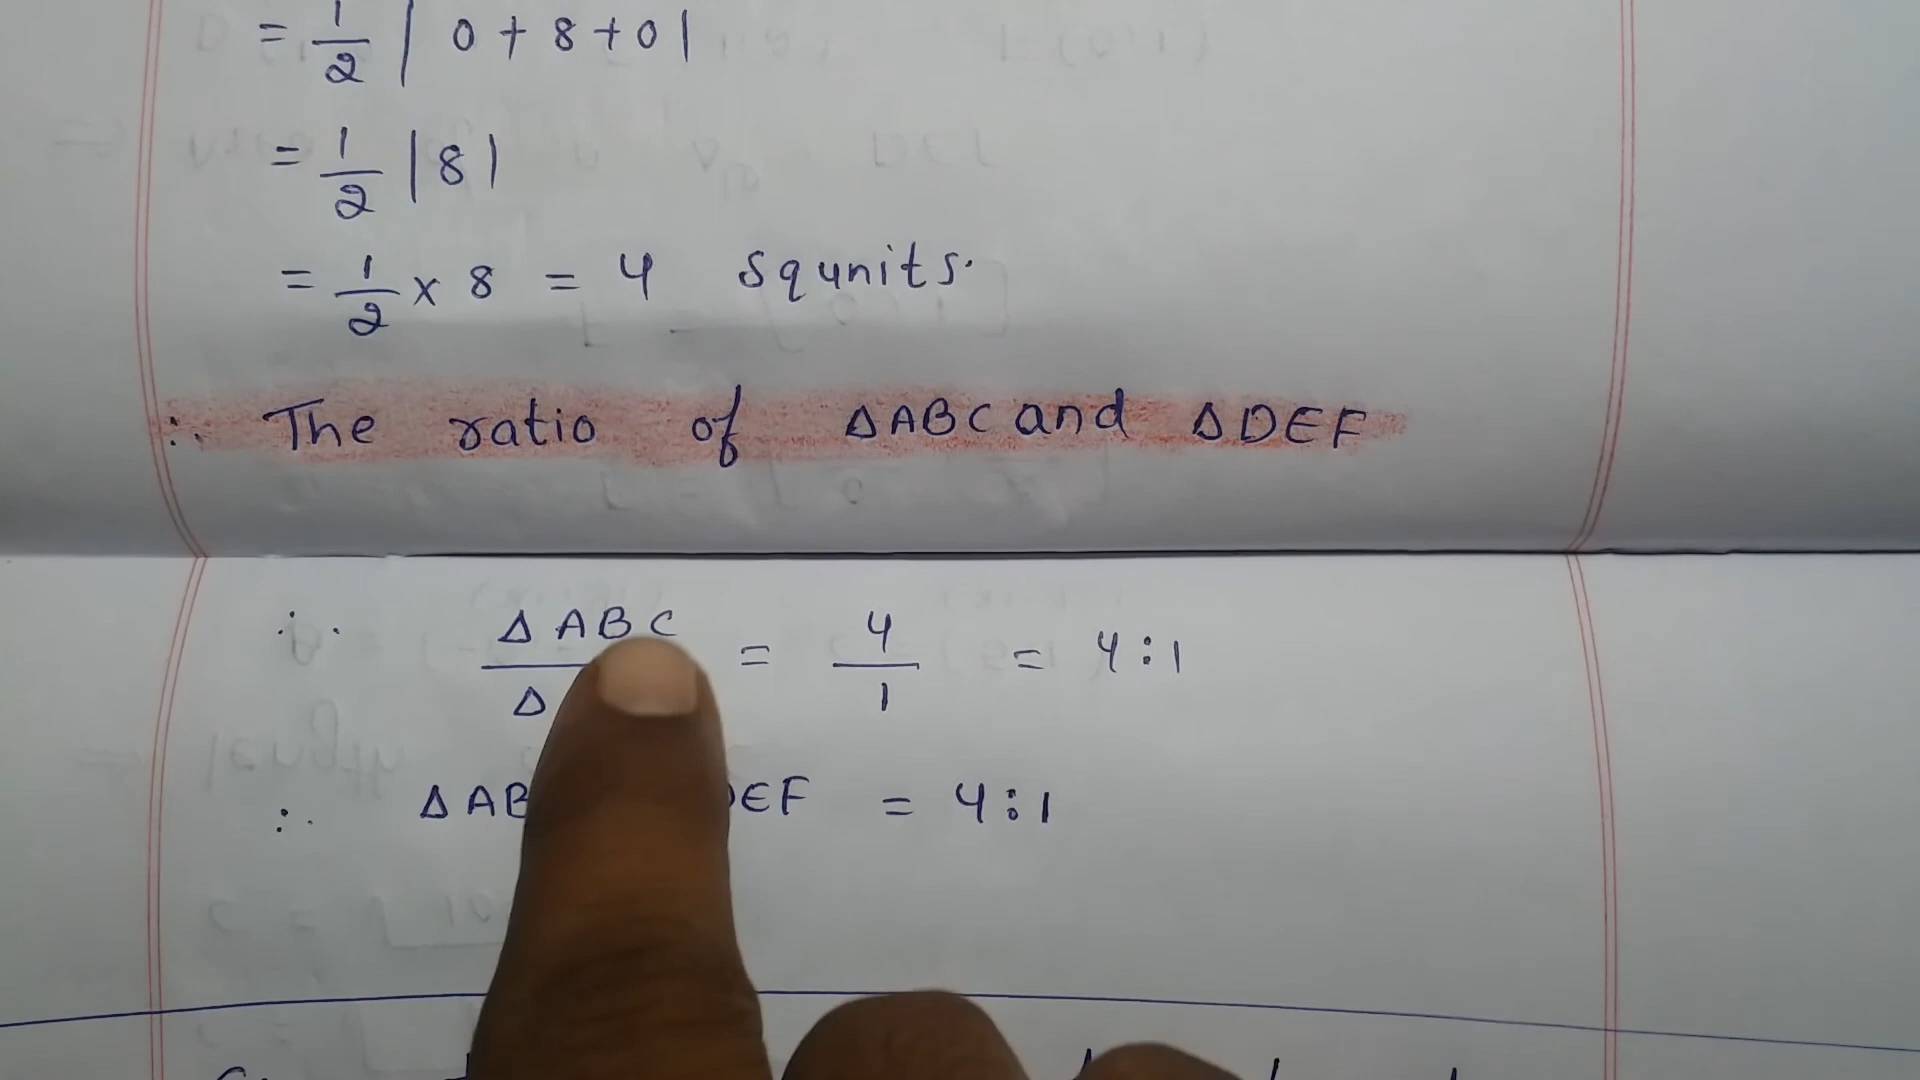 = 1/2 | 0 + 8 + 0 |
= 1/2 | 8 |
= 1/2 × 8 = 4 squnits.
∴ The ratio of ΔABC and ΔDEF
∴ ΔABC/Δ = 4/1 = 4:1
∴ ΔAB DEF = 4:1